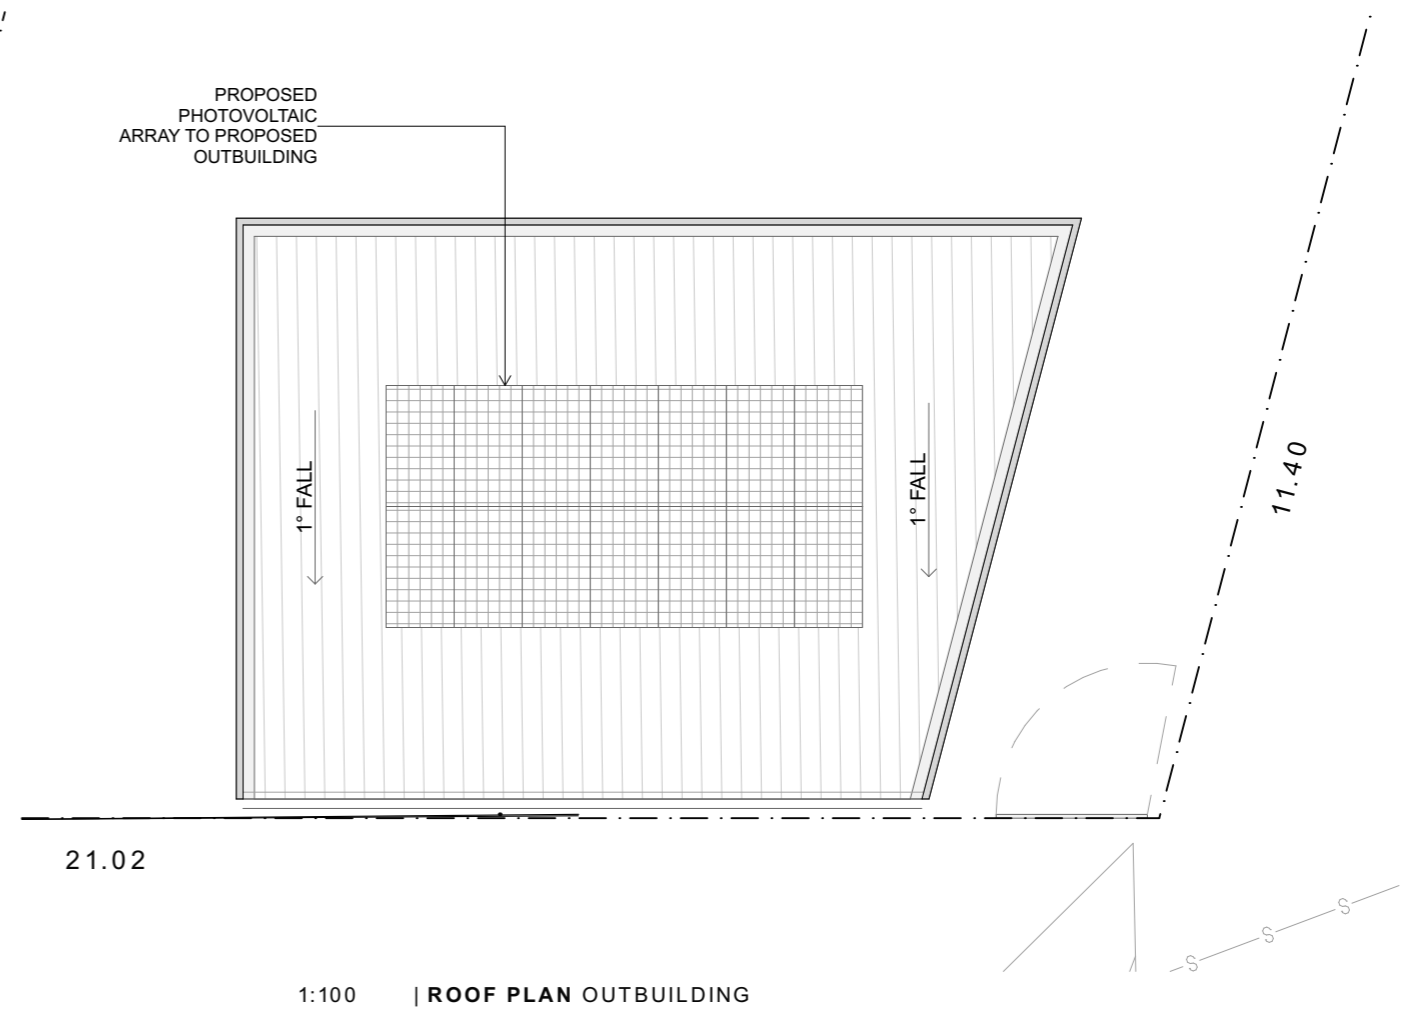 PROPOSED
PHOTOVOLTAIC
ARRAY TO PROPOSED
OUTBUILDING
1° FALL
1° FALL
11.40
21.02
S
S
S
1:100 | ROOF PLAN OUTBUILDING